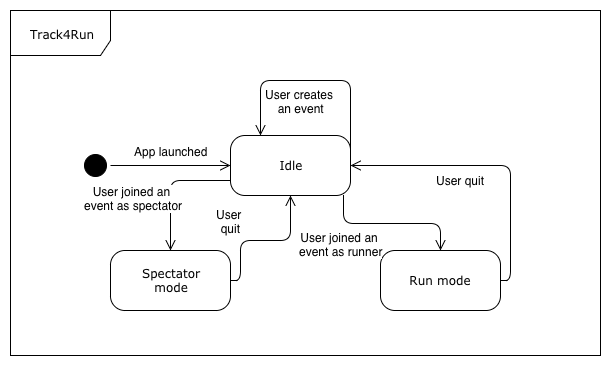 Track4Run
User creates
an event
App launched
Idle
User joined an
event as spectator
User quit
User
quit
User joined an
event as runner
Spectator
mode
Run mode